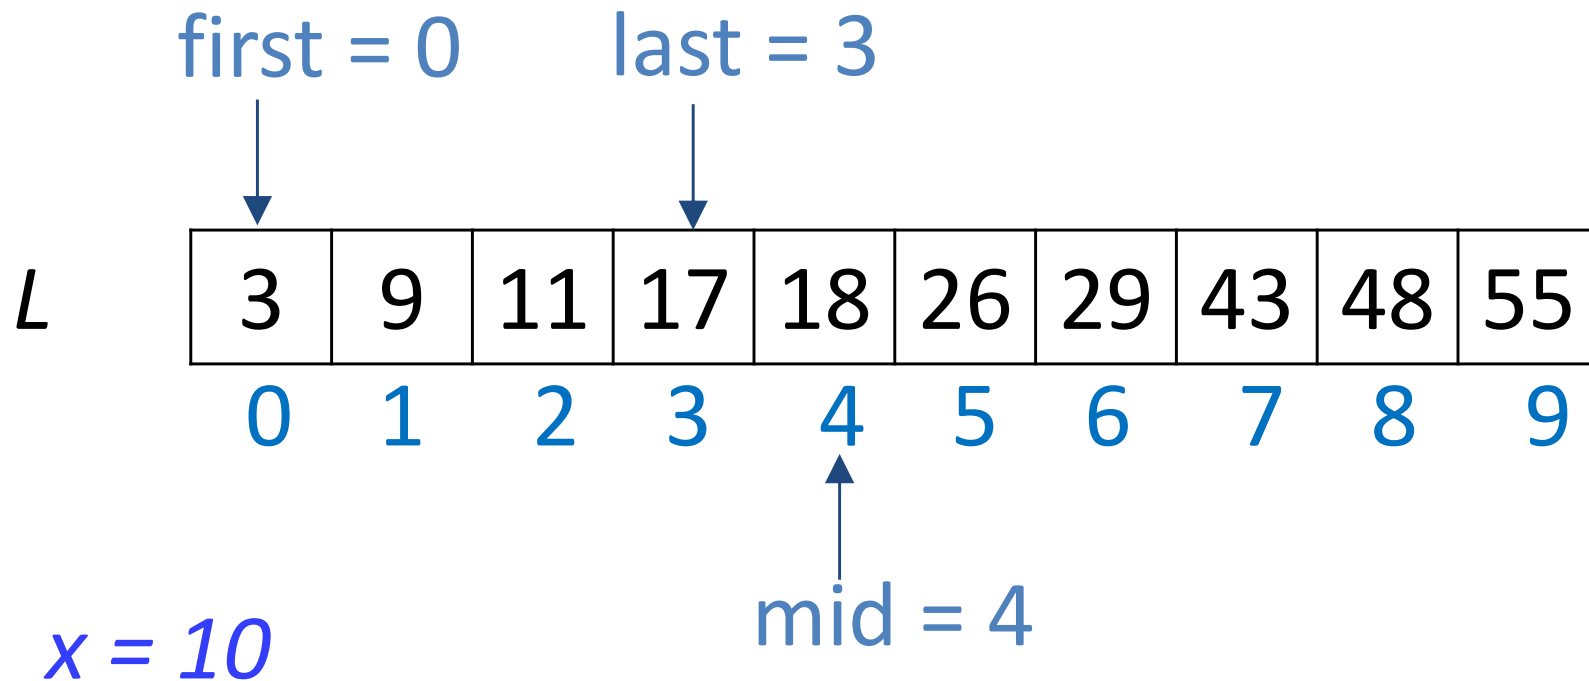 first = 0 last = 3
L 3 9 11 17 18 26 29 43 48 55
0 1 2 3 4 5 6 7 8 9
mid = 4
x = 10